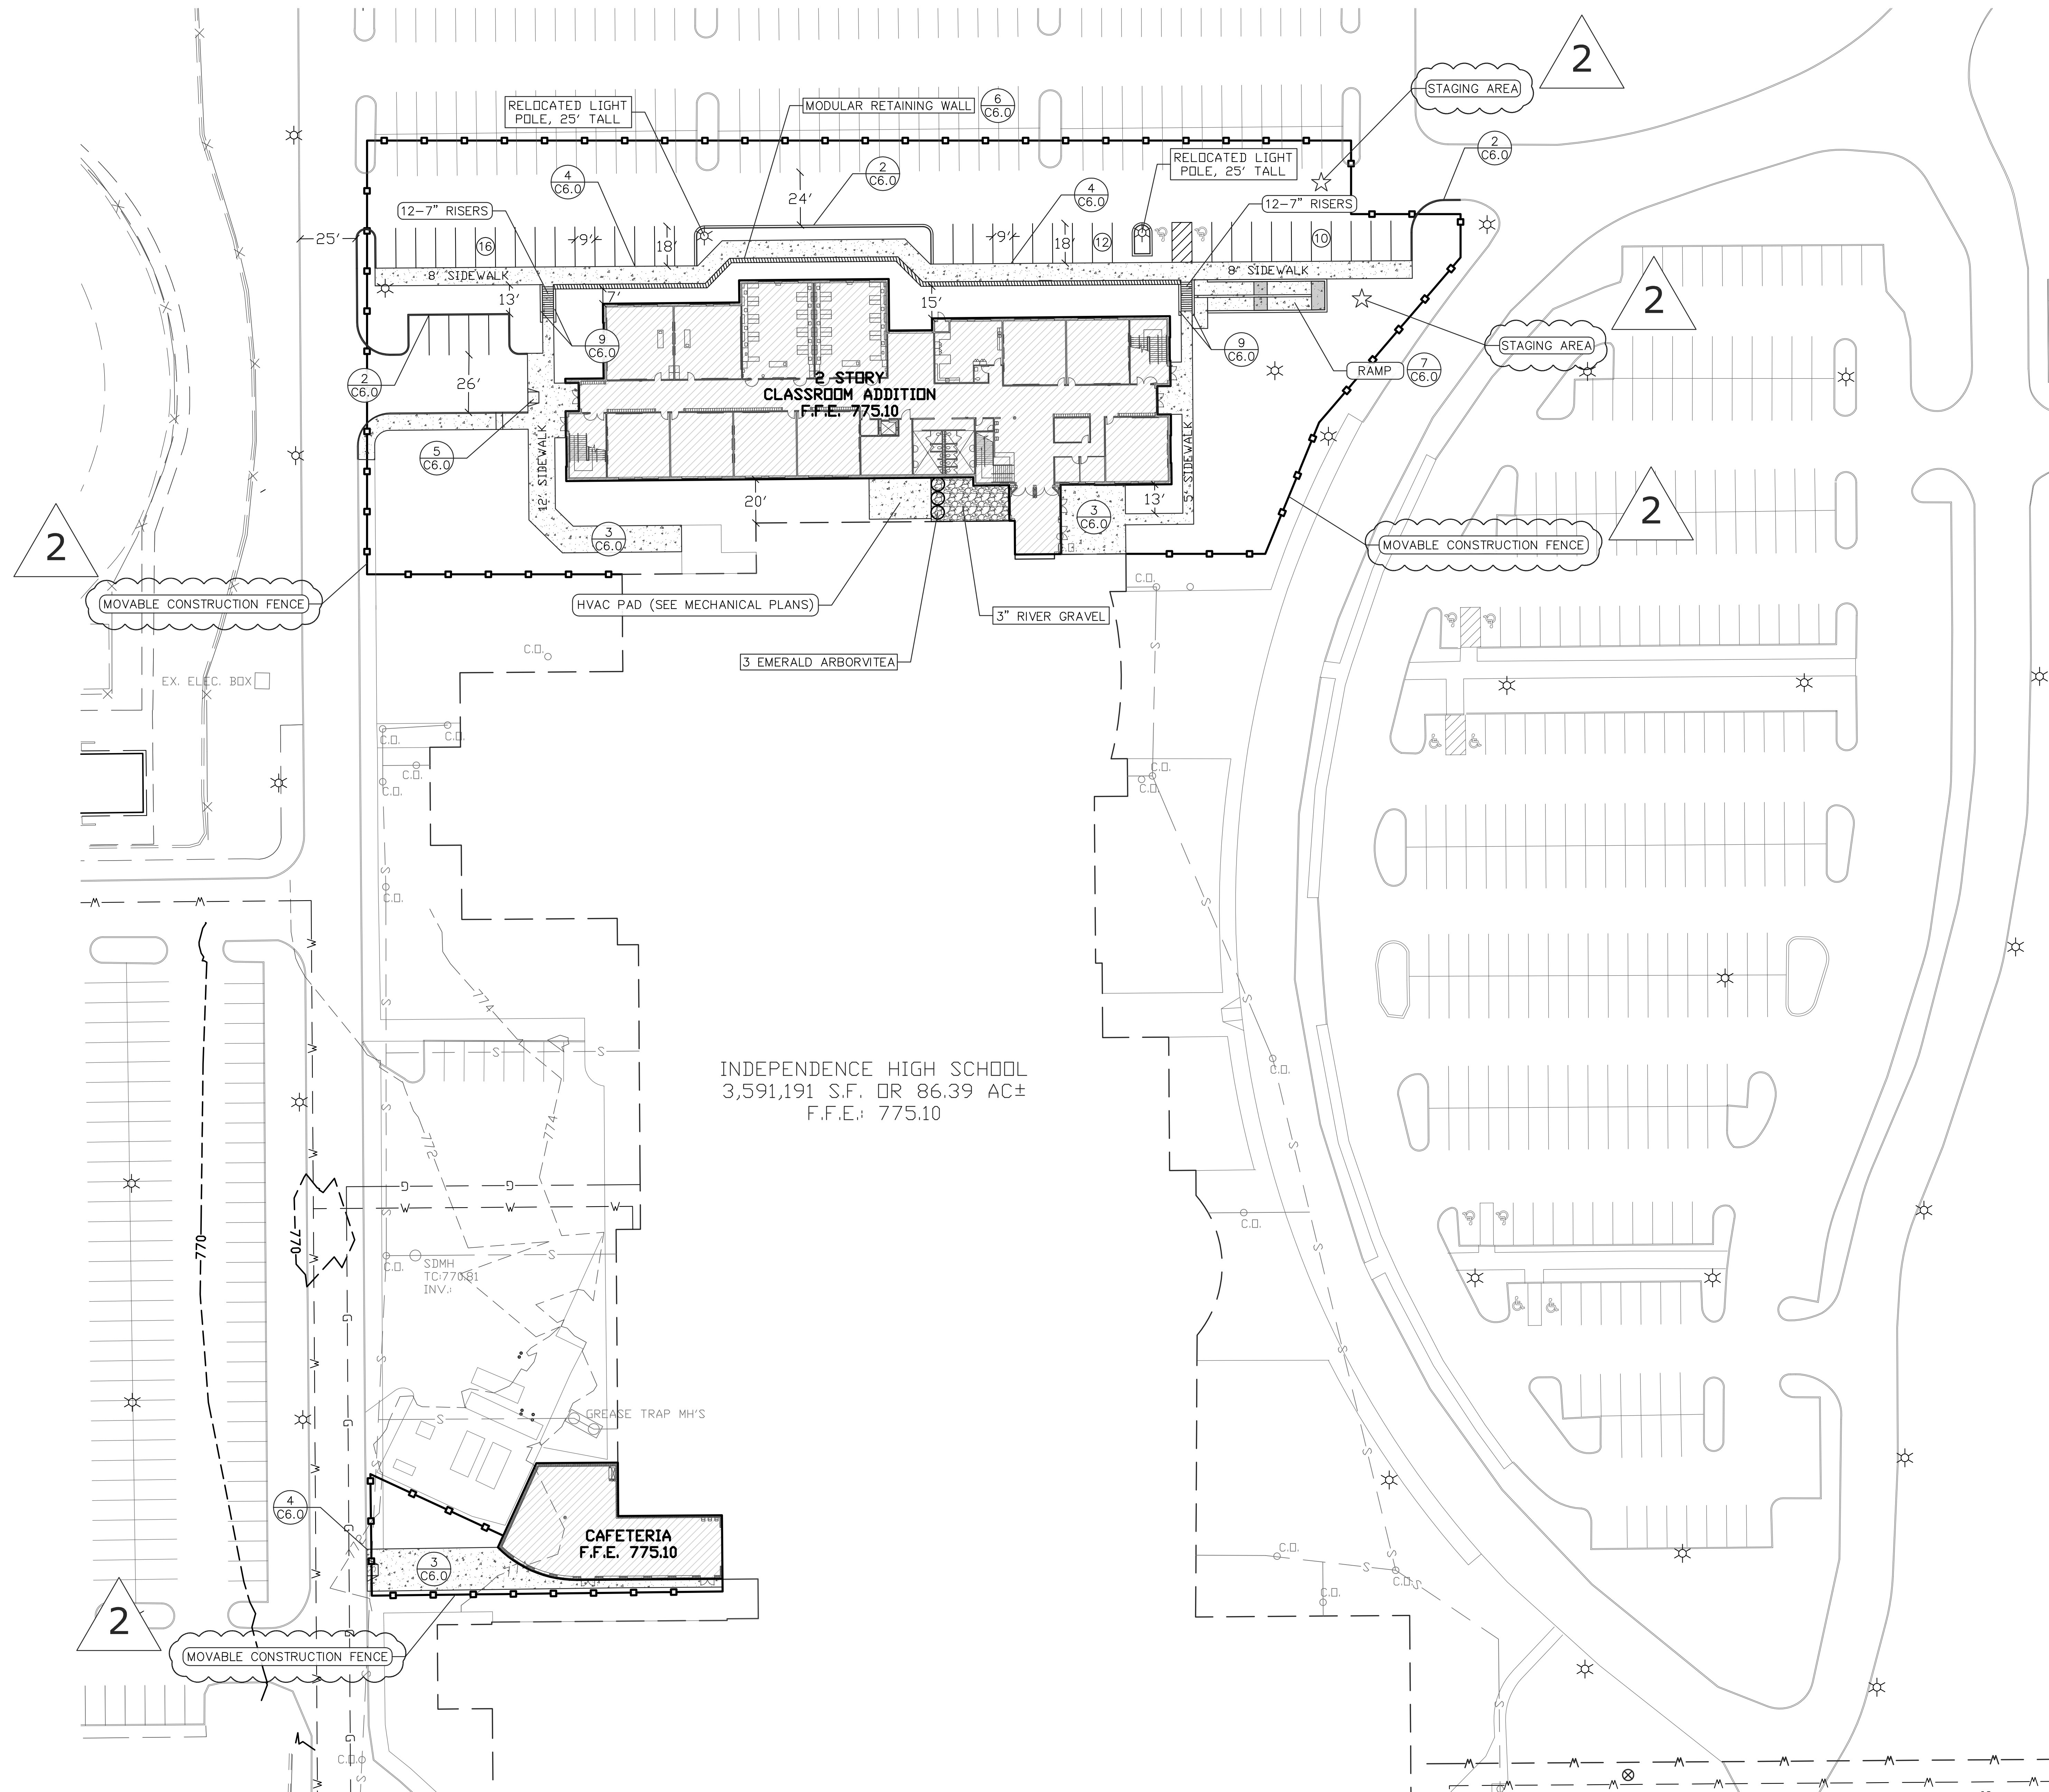 2
STAGING AREA
RELOCATED LIGHT
POLE, 25' TALL
MODULAR RETAINING WALL
6
C6.0
2
C6.0
RELOCATED LIGHT
POLE, 25' TALL
4
C6.0
2
C6.0
24'
4
C6.0
12-7" RISERS
12-7" RISERS
25'
16
9'
18'
9'
18'
12
10
8' SIDEWALK
8' SIDEWALK
13'
7'
15'
2
STAGING AREA
9
C6.0
9
C6.0
RAMP
7
C6.0
2
C6.0
26'
2 STORY
CLASSROOM ADDITION
F.F.E. 775.10
5
C6.0
12' SIDEWALK
5' SIDEWALK
20'
13'
3
C6.0
3
C6.0
C.O.
2
MOVABLE CONSTRUCTION FENCE
2
MOVABLE CONSTRUCTION FENCE
HVAC PAD (SEE MECHANICAL PLANS)
3" RIVER GRAVEL
C.O.
C.O.
3 EMERALD ARBORVITEA
S
EX. ELEC. BOX
C.O.
C.O.
C.O.
C.O.
C.O.
C.O.
S
C.O.
W
W
W
S
774
S
S
INDEPENDENCE HIGH SCHOOL
3,591,191 S.F. OR 86.39 AC±
F.F.E.: 775.10
W
S
S
C.O.
S
772
774
S
W
G
G
W
W
W
770
770
S
C.O.
S
C.O.
S
SDMH
TC:770.81
INV.:
W
G
S
S
W
G
S
GREASE TRAP MH'S
S
W
S
4
C6.0
G
CAFETERIA
F.F.E. 775.10
3
C6.0
C.O.
S
C.O.
S
C.O.
W
2
G
MOVABLE CONSTRUCTION FENCE
W
S
S
G
C.O.
S
W
W
W
W
W
W
W
W
W
W
W
W
W